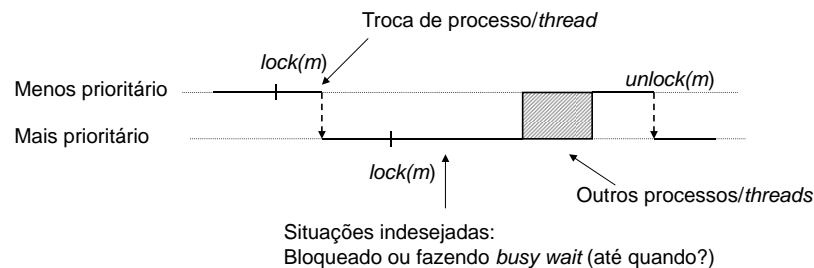 Troca de processo/thread
lock(m)
Menos prioritário
unlock(m)
Mais prioritário
lock(m)
Outros processos/threads
Situações indesejadas:
Bloqueado ou fazendo busy wait (até quando?)